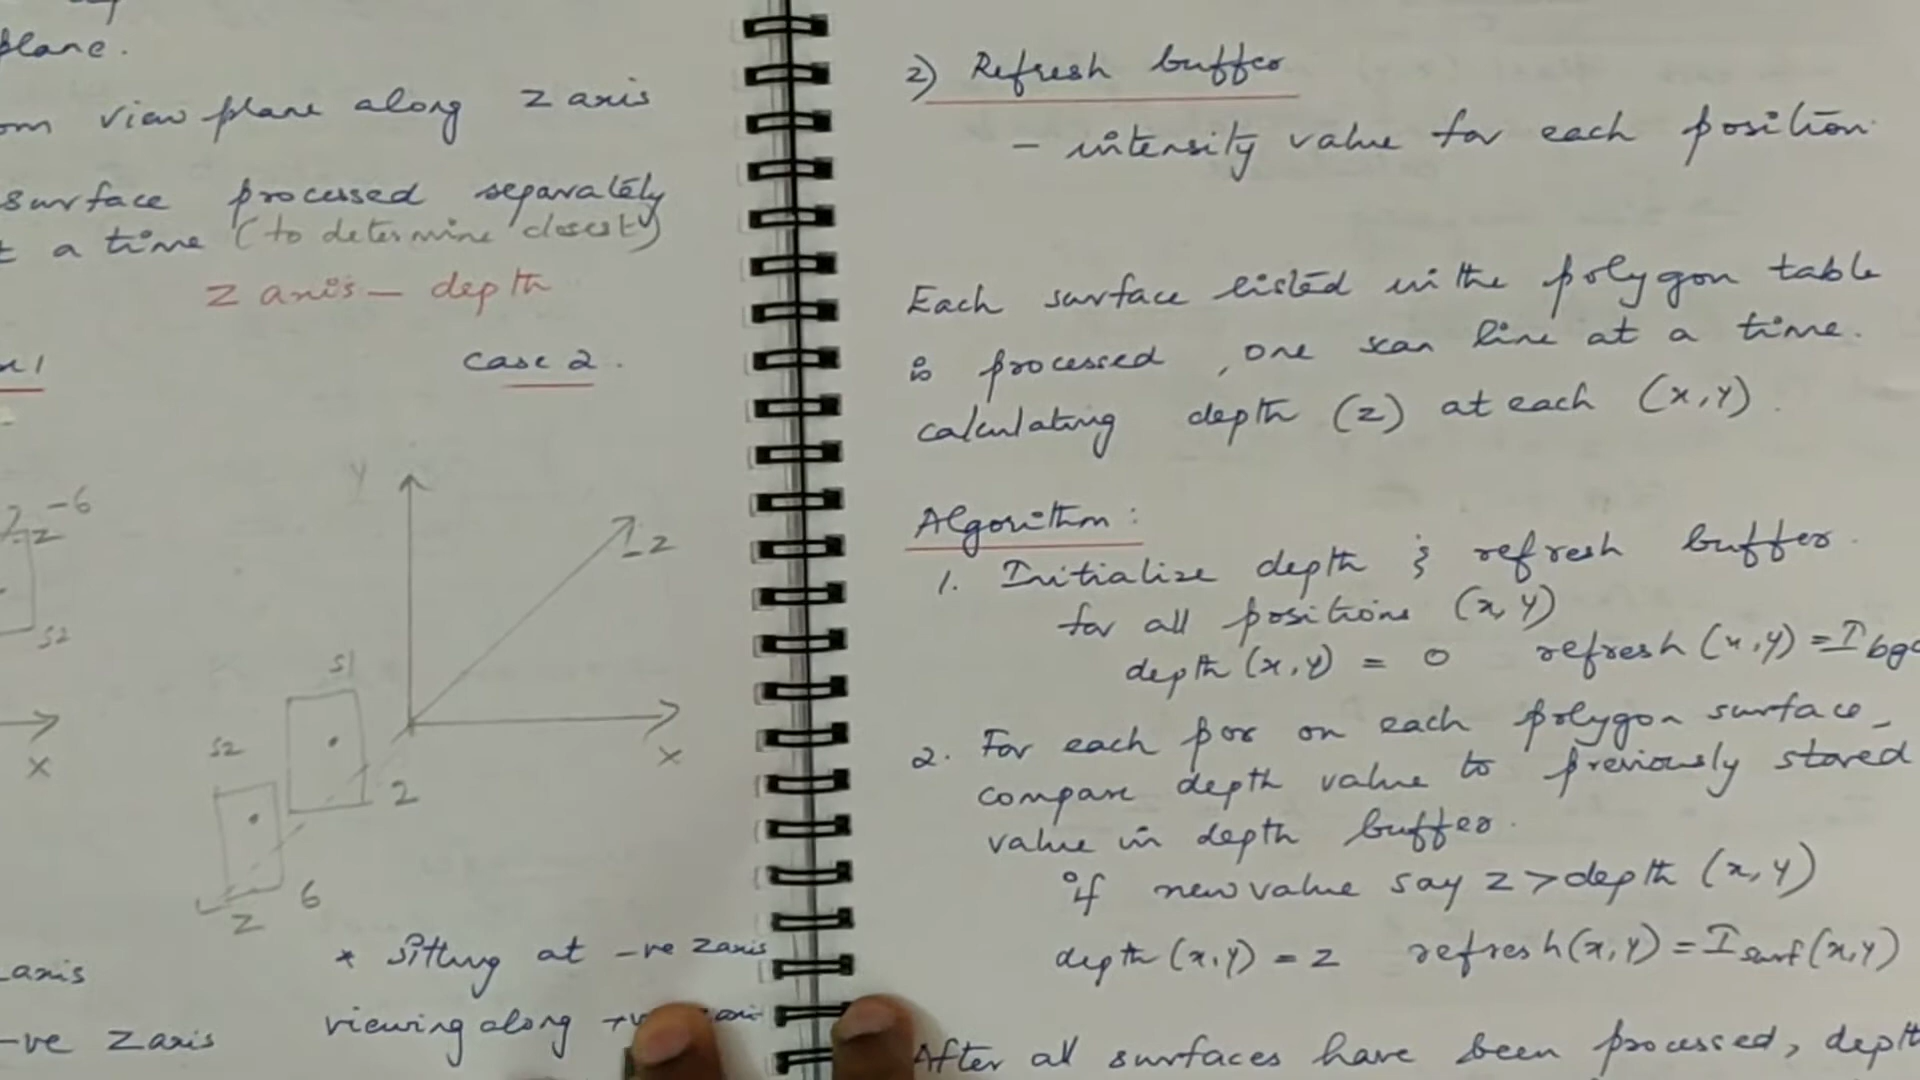 plane.
view plane along z axis
surface processed separately
at a time (to determine closest)
z axis - depth
case 2.
Y
-6
-z
-z
S2
S1
x
S2
x
2
6
z
axis
* Sitting at -ve z axis
-ve z axis
viewing along +ve
2) Refresh buffer
- intensity value for each position
Each surface listed in the polygon table
is processed, one scan line at a time.
calculating depth (z) at each (x,y).
Algorithm:
1. Initialize depth & refresh buffer.
for all positions (x,y)
depth (x,y) = 0 refresh (x,y) = Ibg
2. For each pos on each polygon surface,
compare depth value to previously stored
value in depth buffer.
if new value say z > depth (x,y)
depth (x,y) = z refresh(x,y) = Isurf(x,y)
After all surfaces have been processed, depth